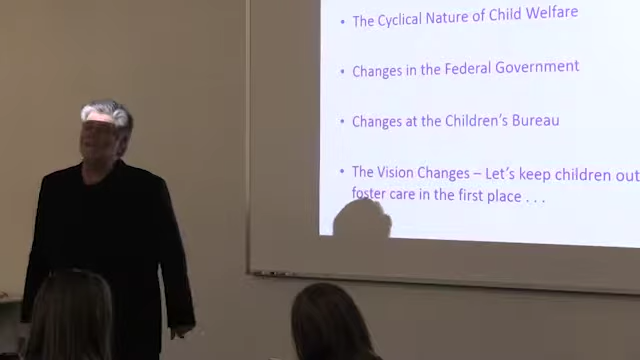 • The Cyclical Nature of Child Welfare
• Changes in the Federal Government
• Changes at the Children's Bureau
• The Vision Changes – Let's keep children out
foster care in the first place . . .